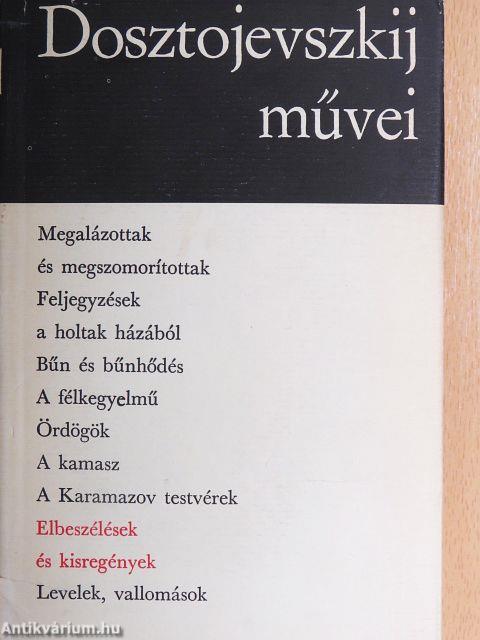 Dosztojevszkij
művei
Megalázottak
és megszomorítottak
Feljegyzések
a holtak házából
Bűn és bűnhődés
A félkegyelmű
Ördögök
A kamasz
A Karamazov testvérek
Elbeszélések
és kisregények
Levelek, vallomások
Antikvárium.hu